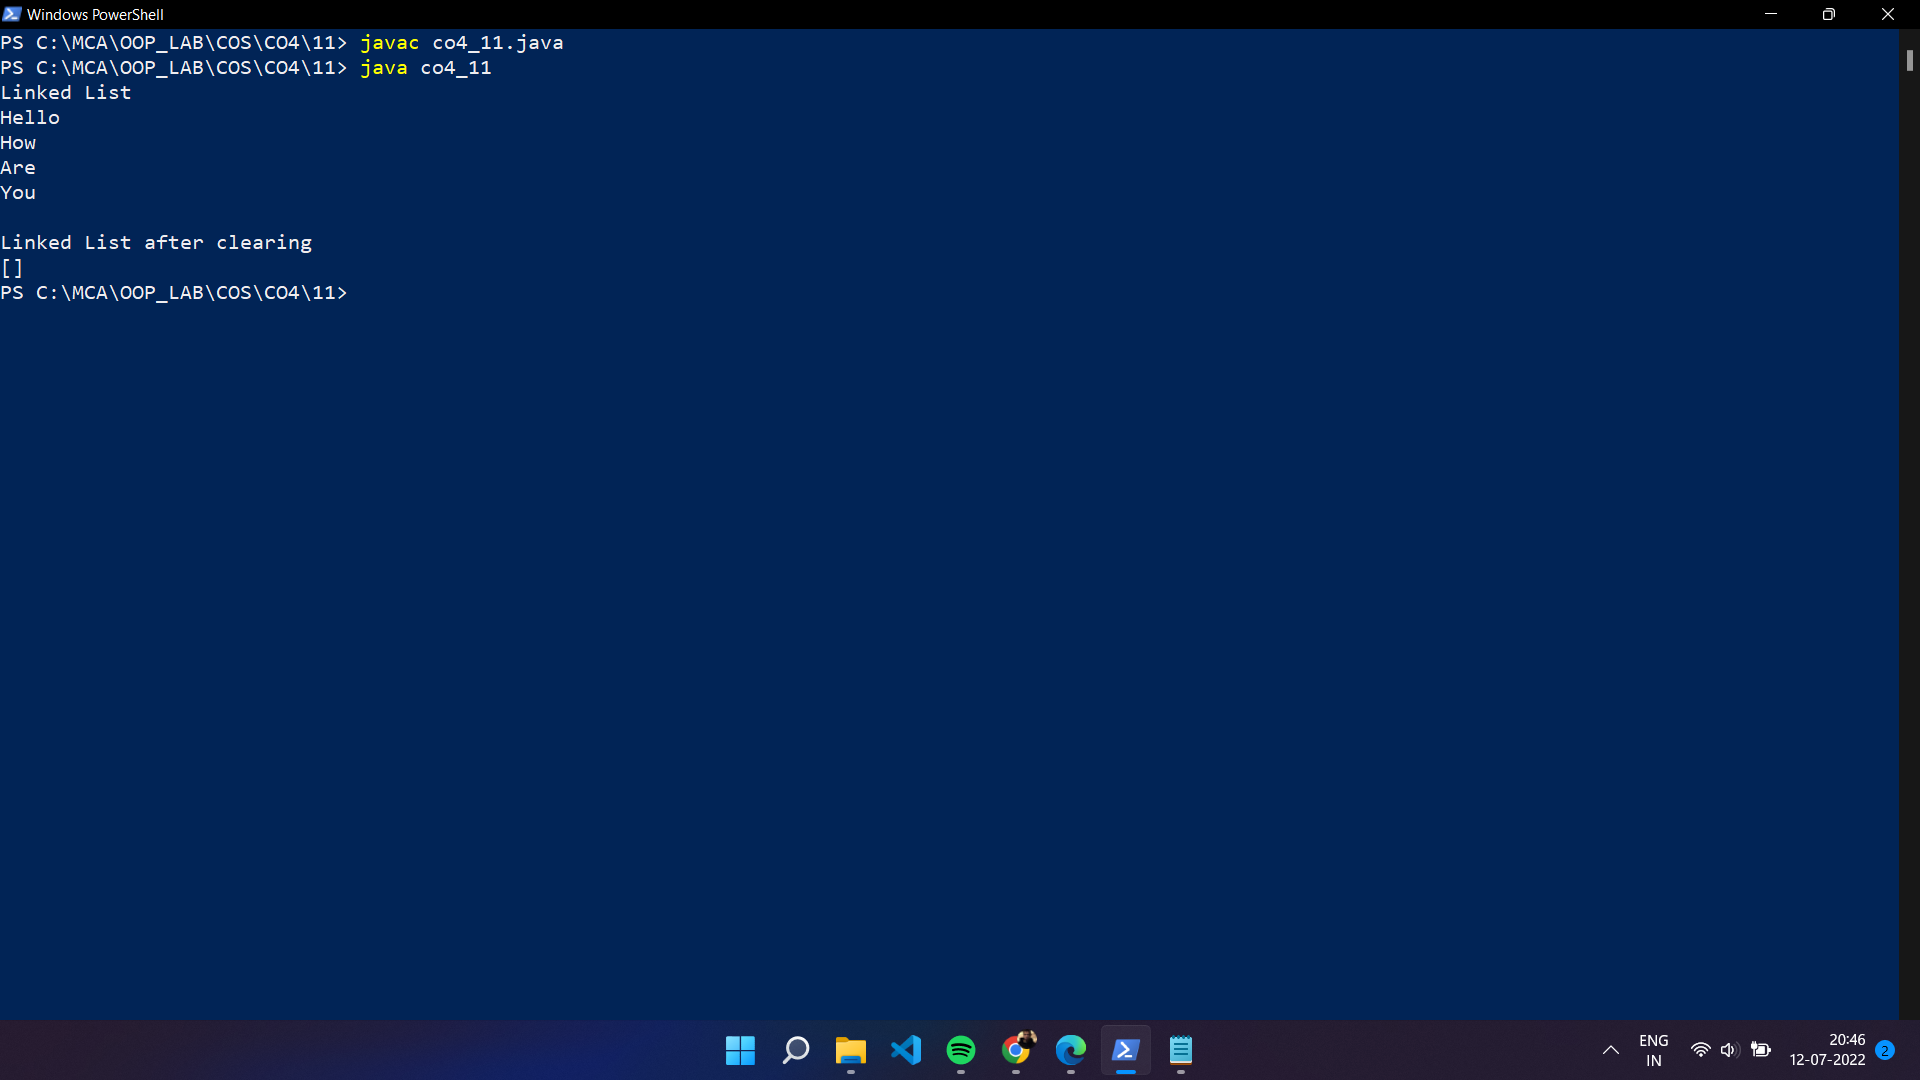 Windows PowerShell
PS C:\MCA\OOP_LAB\COS\CO4\11> javac co4_11.java
PS C:\MCA\OOP_LAB\COS\CO4\11> java co4_11
Linked List
Hello
How
Are
You

Linked List after clearing
[]
PS C:\MCA\OOP_LAB\COS\CO4\11>
ENG
IN
20:46
12-07-2022
2